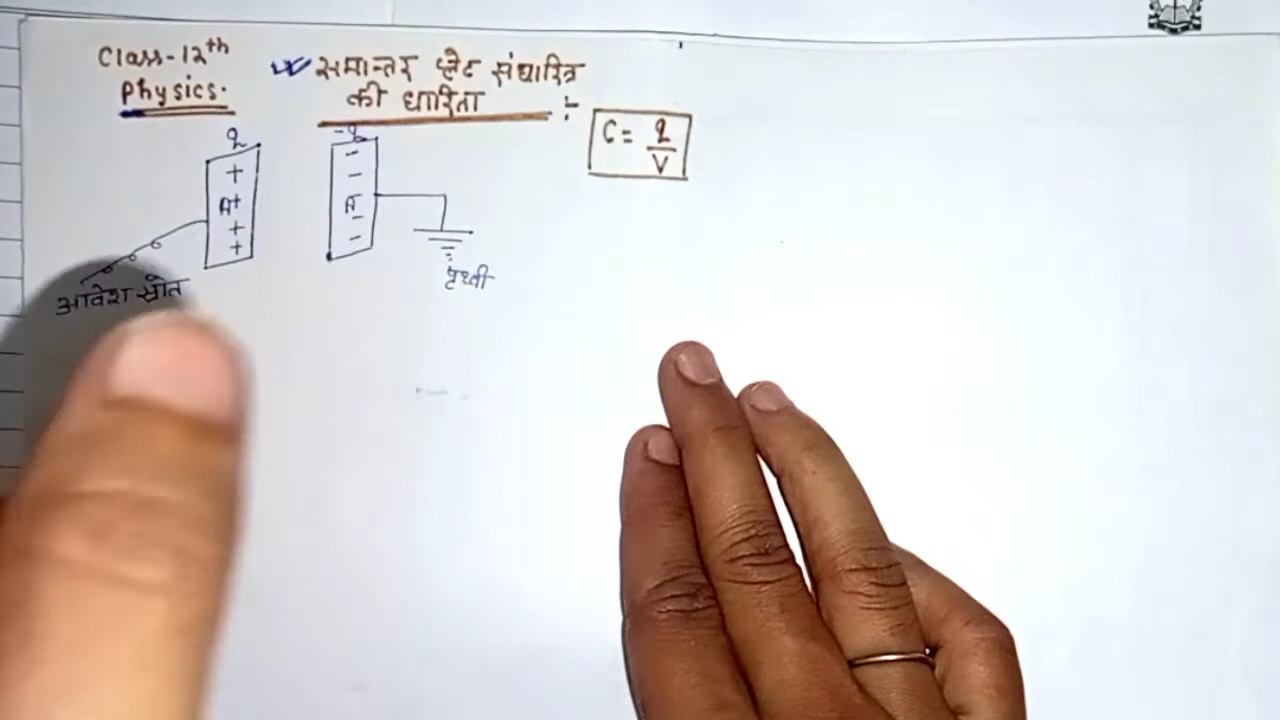 Class-12th
Physics.
समान्तर प्लेट संधारित्र
की धारिता :-
C = q/V
q
-q
+
A+
+
+
-
-
A
-
-
आवेश स्रोत
पृथ्वी